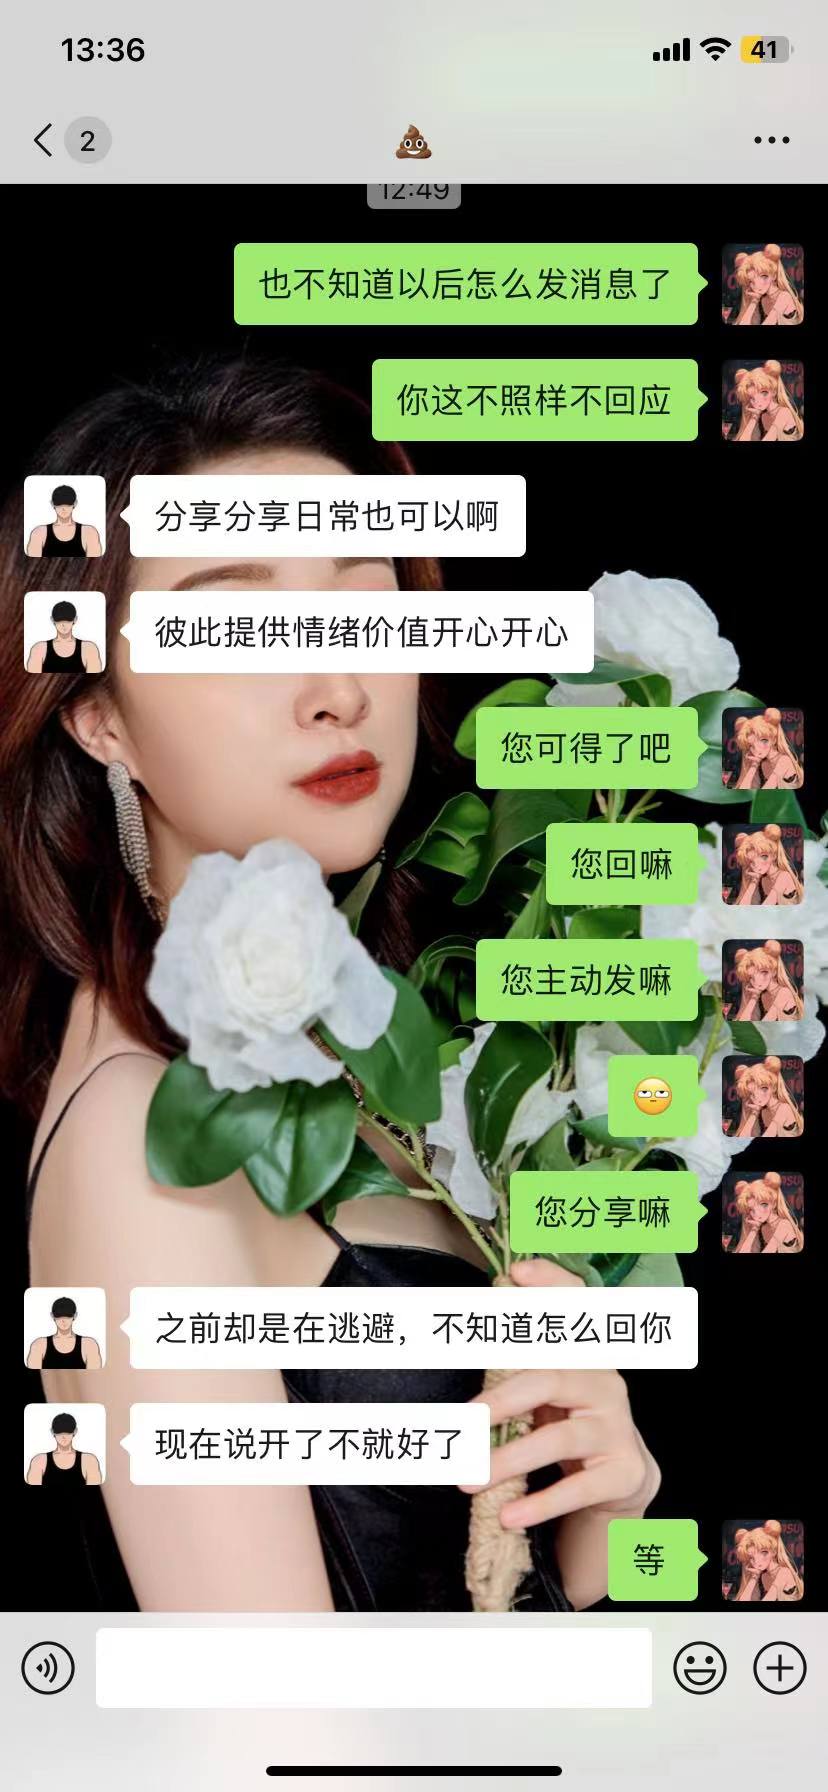 13:36
41
2
12:49
也不知道以后怎么发消息了
你这不照样不回应
分享分享日常也可以啊
彼此提供情绪价值开心开心
您可得了吧
您回嘛
您主动发嘛
您分享嘛
之前却是在逃避，不知道怎么回你
现在说开了不就好了
等